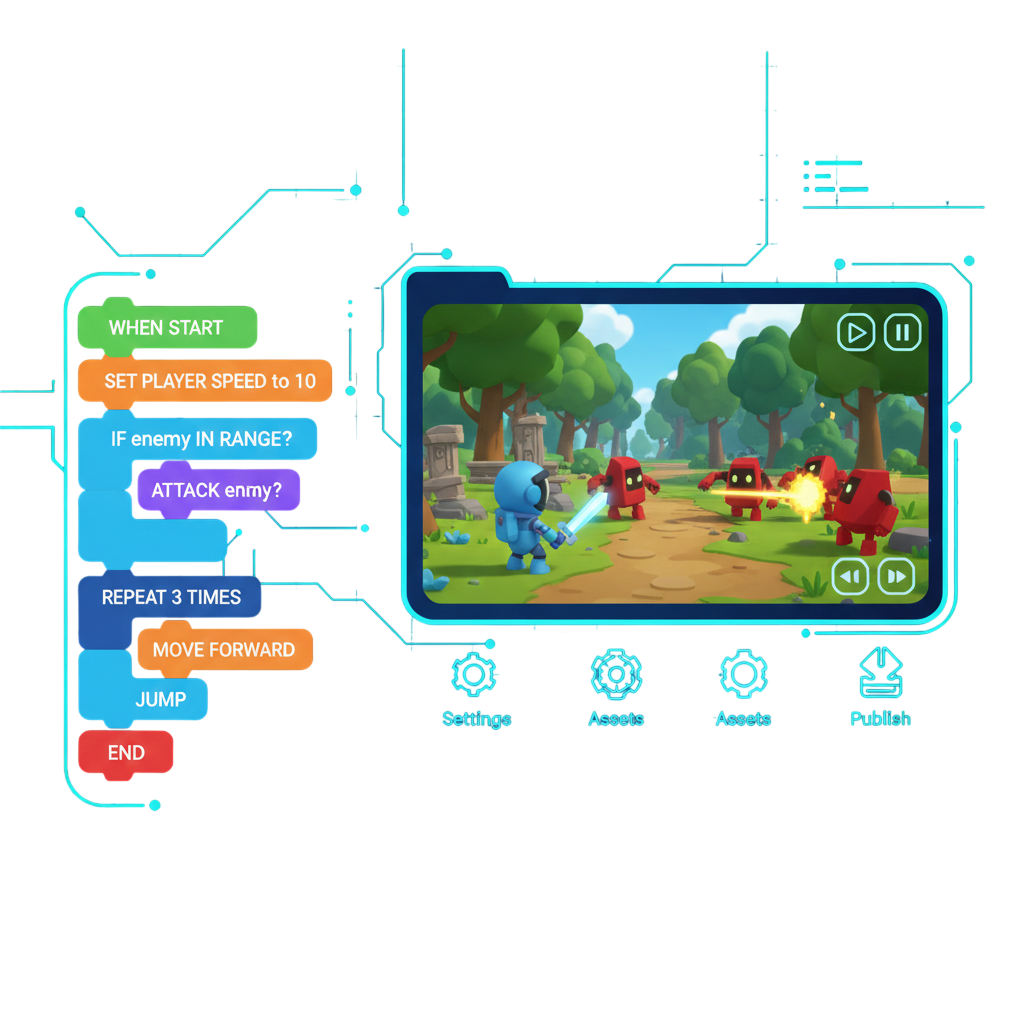 WHEN START
SET PLAYER SPEED to 10
IF enemy IN RANGE?
ATTACK enmy?
REPEAT 3 TIMES
MOVE FORWARD
JUMP
END
Settings
Assets
Assets
Publish